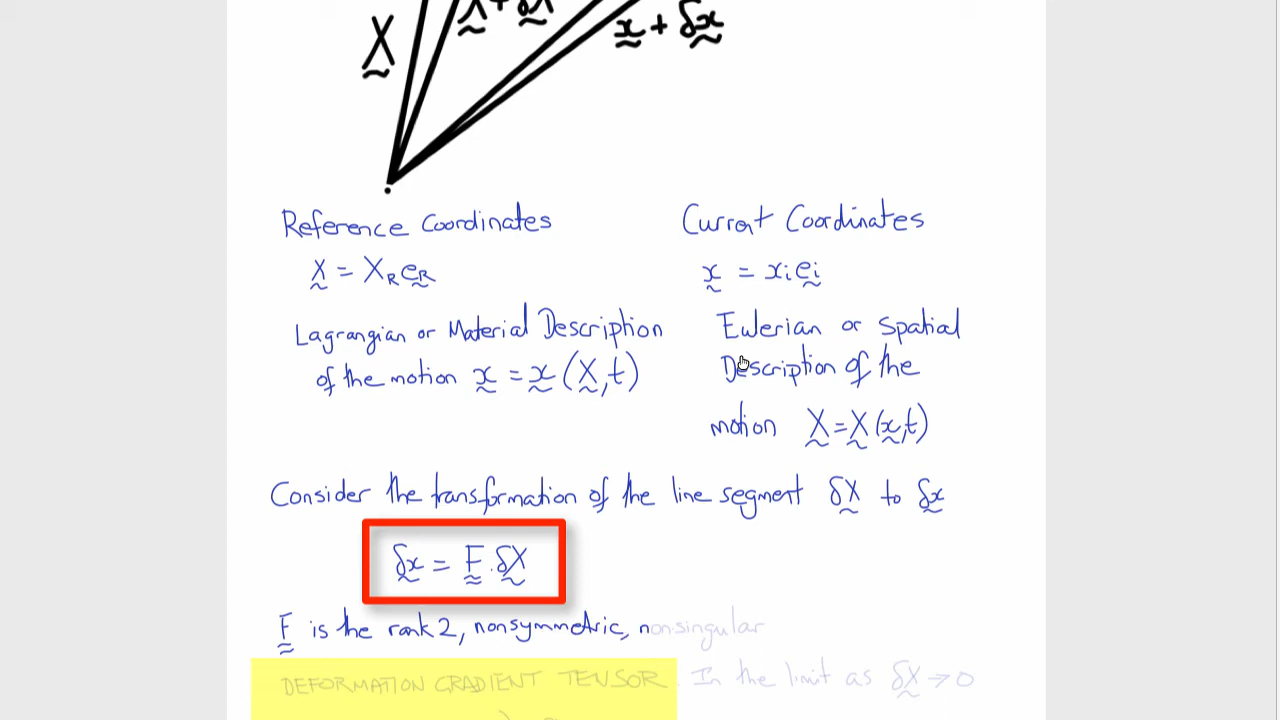 X
x + δx
Reference Coordinates
X = X_R e_R
Lagrangian or Material Description
of the motion x = x (X,t)
Current Coordinates
x = x_i e_i
Eulerian or Spatial
Description of the
motion X = X (x,t)
Consider the transformation of the line segment δX to δx
δx = F . δX
F is the rank 2, nonsymmetric, nonsingular
DEFORMATION GRADIENT TENSOR. In the limit as δX → 0